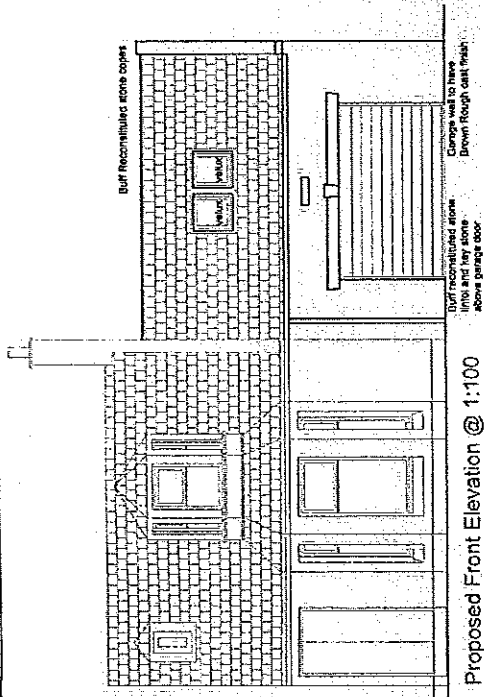 Buff Reconstituted stone copes
velux
velux
Buff reconstituted stone
lintol and key stone
above garage door
Garage wall to have
Brown Rough cast finish
Proposed Front Elevation @ 1:100